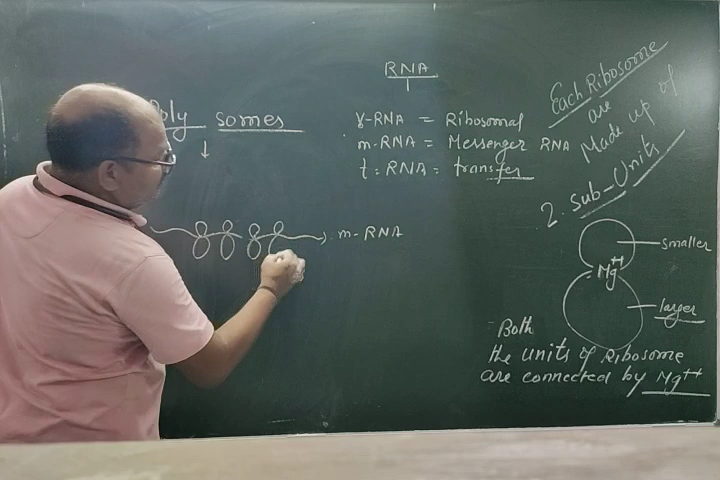 RNA
Poly somes
r-RNA = Ribosomal
m-RNA = Messenger RNA
t-RNA = transfer
m-RNA
Each Ribosome
are
Made up of
2. Sub-Units
smaller
Mg++
larger
Both
the units of Ribosome
are connected by Mg++